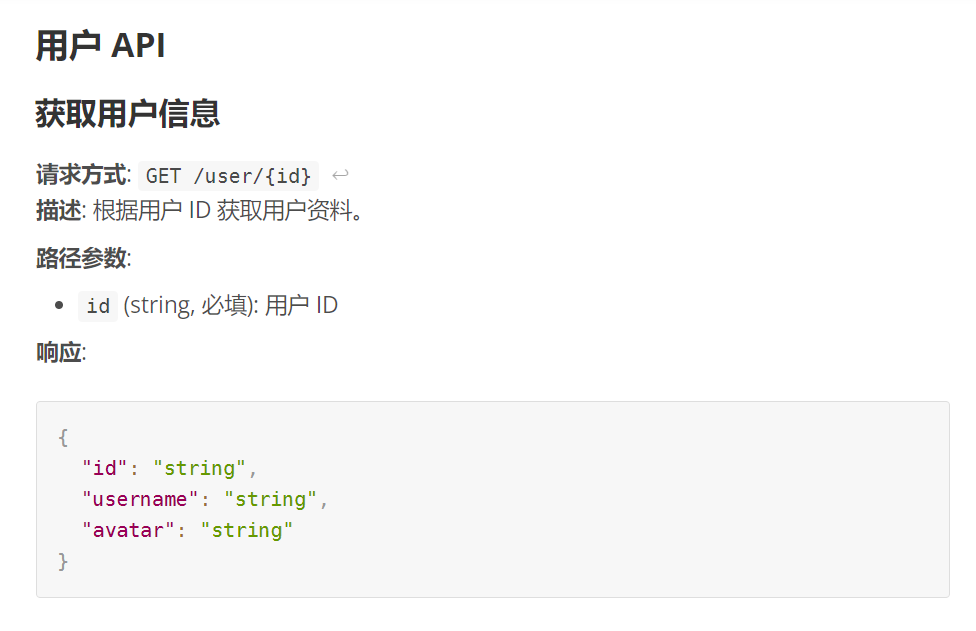 用户 API
获取用户信息
请求方式: GET /user/{id} ↩
描述: 根据用户 ID 获取用户资料。
路径参数:
• id (string, 必填): 用户 ID
响应:
{
  "id": "string",
  "username": "string",
  "avatar": "string"
}